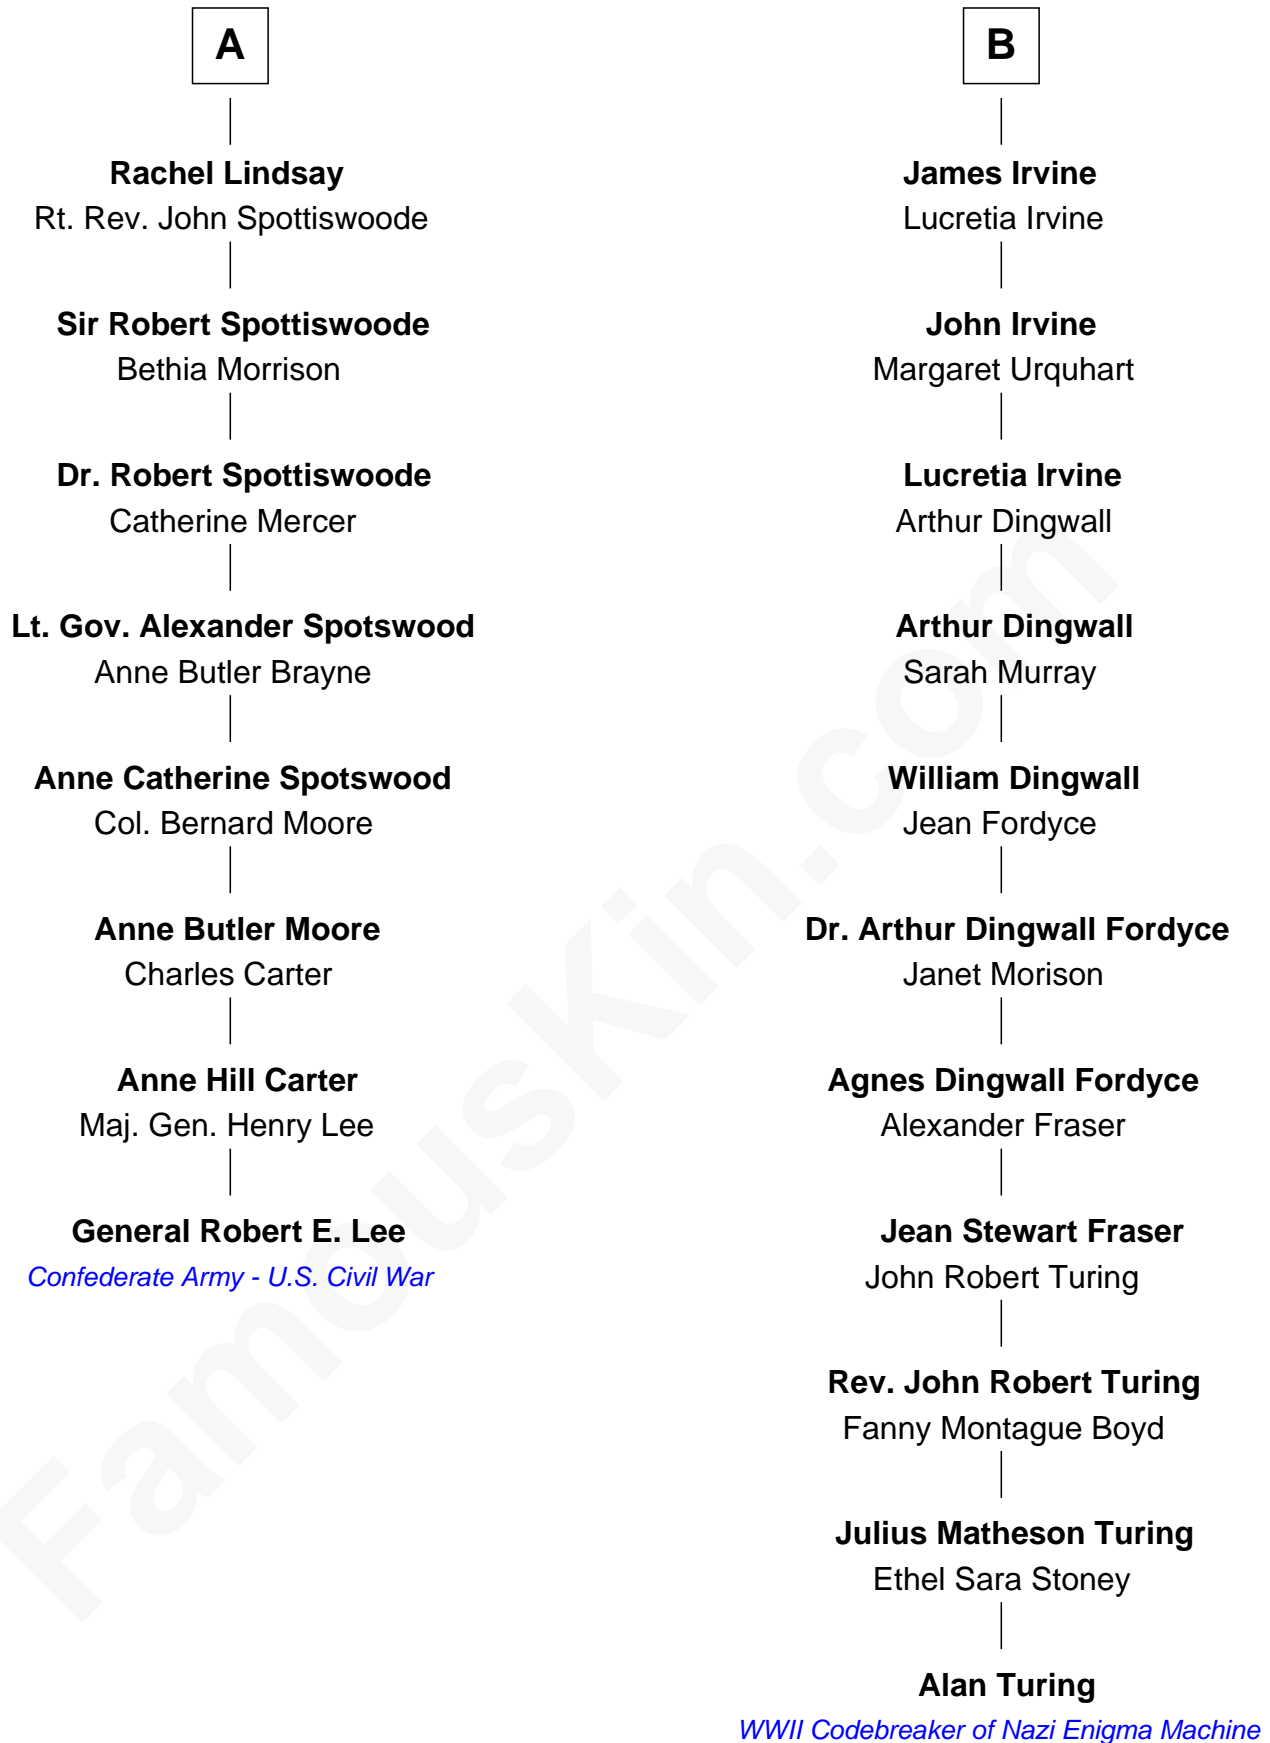 A
Rachel Lindsay
Rt. Rev. John Spottiswoode
Sir Robert Spottiswoode
Bethia Morrison
Dr. Robert Spottiswoode
Catherine Mercer
Lt. Gov. Alexander Spotswood
Anne Butler Brayne
Anne Catherine Spotswood
Col. Bernard Moore
Anne Butler Moore
Charles Carter
Anne Hill Carter
Maj. Gen. Henry Lee
General Robert E. Lee
Confederate Army - U.S. Civil War
B
James Irvine
Lucretia Irvine
John Irvine
Margaret Urquhart
Lucretia Irvine
Arthur Dingwall
Arthur Dingwall
Sarah Murray
William Dingwall
Jean Fordyce
Dr. Arthur Dingwall Fordyce
Janet Morison
Agnes Dingwall Fordyce
Alexander Fraser
Jean Stewart Fraser
John Robert Turing
Rev. John Robert Turing
Fanny Montague Boyd
Julius Matheson Turing
Ethel Sara Stoney
Alan Turing
WWII Codebreaker of Nazi Enigma Machine
FamousKin.com